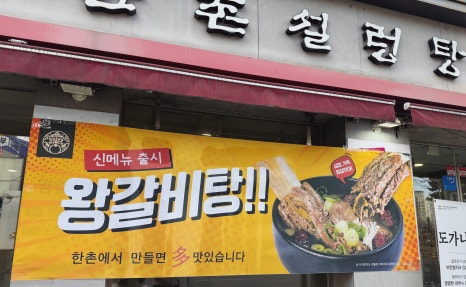 촌설렁탕
신메뉴 출시
왕갈비탕!!
한촌에서 만들면 多 맛있습니다
도가니